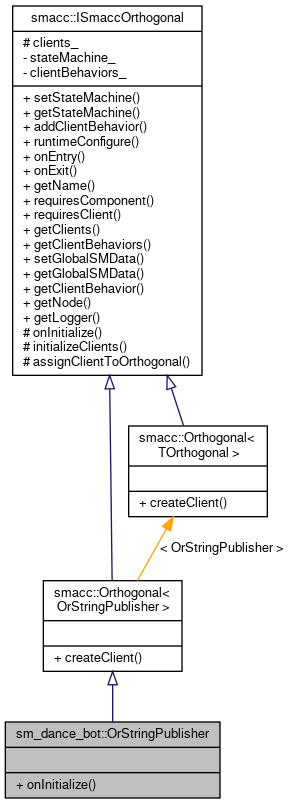 smacc::ISmaccOrthogonal
# clients_
- stateMachine_
- clientBehaviors_
+ setStateMachine()
+ getStateMachine()
+ addClientBehavior()
+ runtimeConfigure()
+ onEntry()
+ onExit()
+ getName()
+ requiresComponent()
+ requiresClient()
+ getClients()
+ getClientBehaviors()
+ setGlobalSMData()
+ getGlobalSMData()
+ getClientBehavior()
+ getNode()
+ getLogger()
# onInitialize()
# initializeClients()
# assignClientToOrthogonal()
smacc::Orthogonal<
TOrthogonal >
+ createClient()
< OrStringPublisher >
smacc::Orthogonal<
OrStringPublisher >
+ createClient()
sm_dance_bot::OrStringPublisher
+ onInitialize()